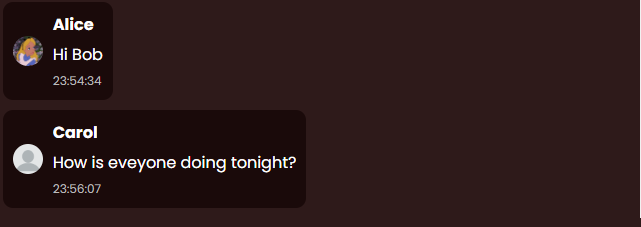 Alice
Hi Bob
23:54:34
Carol
How is eveyone doing tonight?
23:56:07